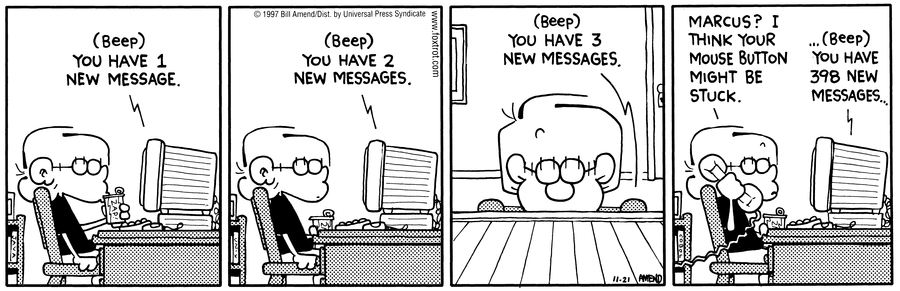 (Beep)
YOU HAVE 1
NEW MESSAGE.
© 1997 Bill Amend/Dist. by Universal Press Syndicate
www.foxtrot.com
(Beep)
YOU HAVE 2
NEW MESSAGES.
(Beep)
YOU HAVE 3
NEW MESSAGES.
11-21 AMEND
MARCUS? I
THINK YOUR
MOUSE BUTTON
MIGHT BE
STUCK.
...(Beep)
YOU HAVE
398 NEW
MESSAGES...